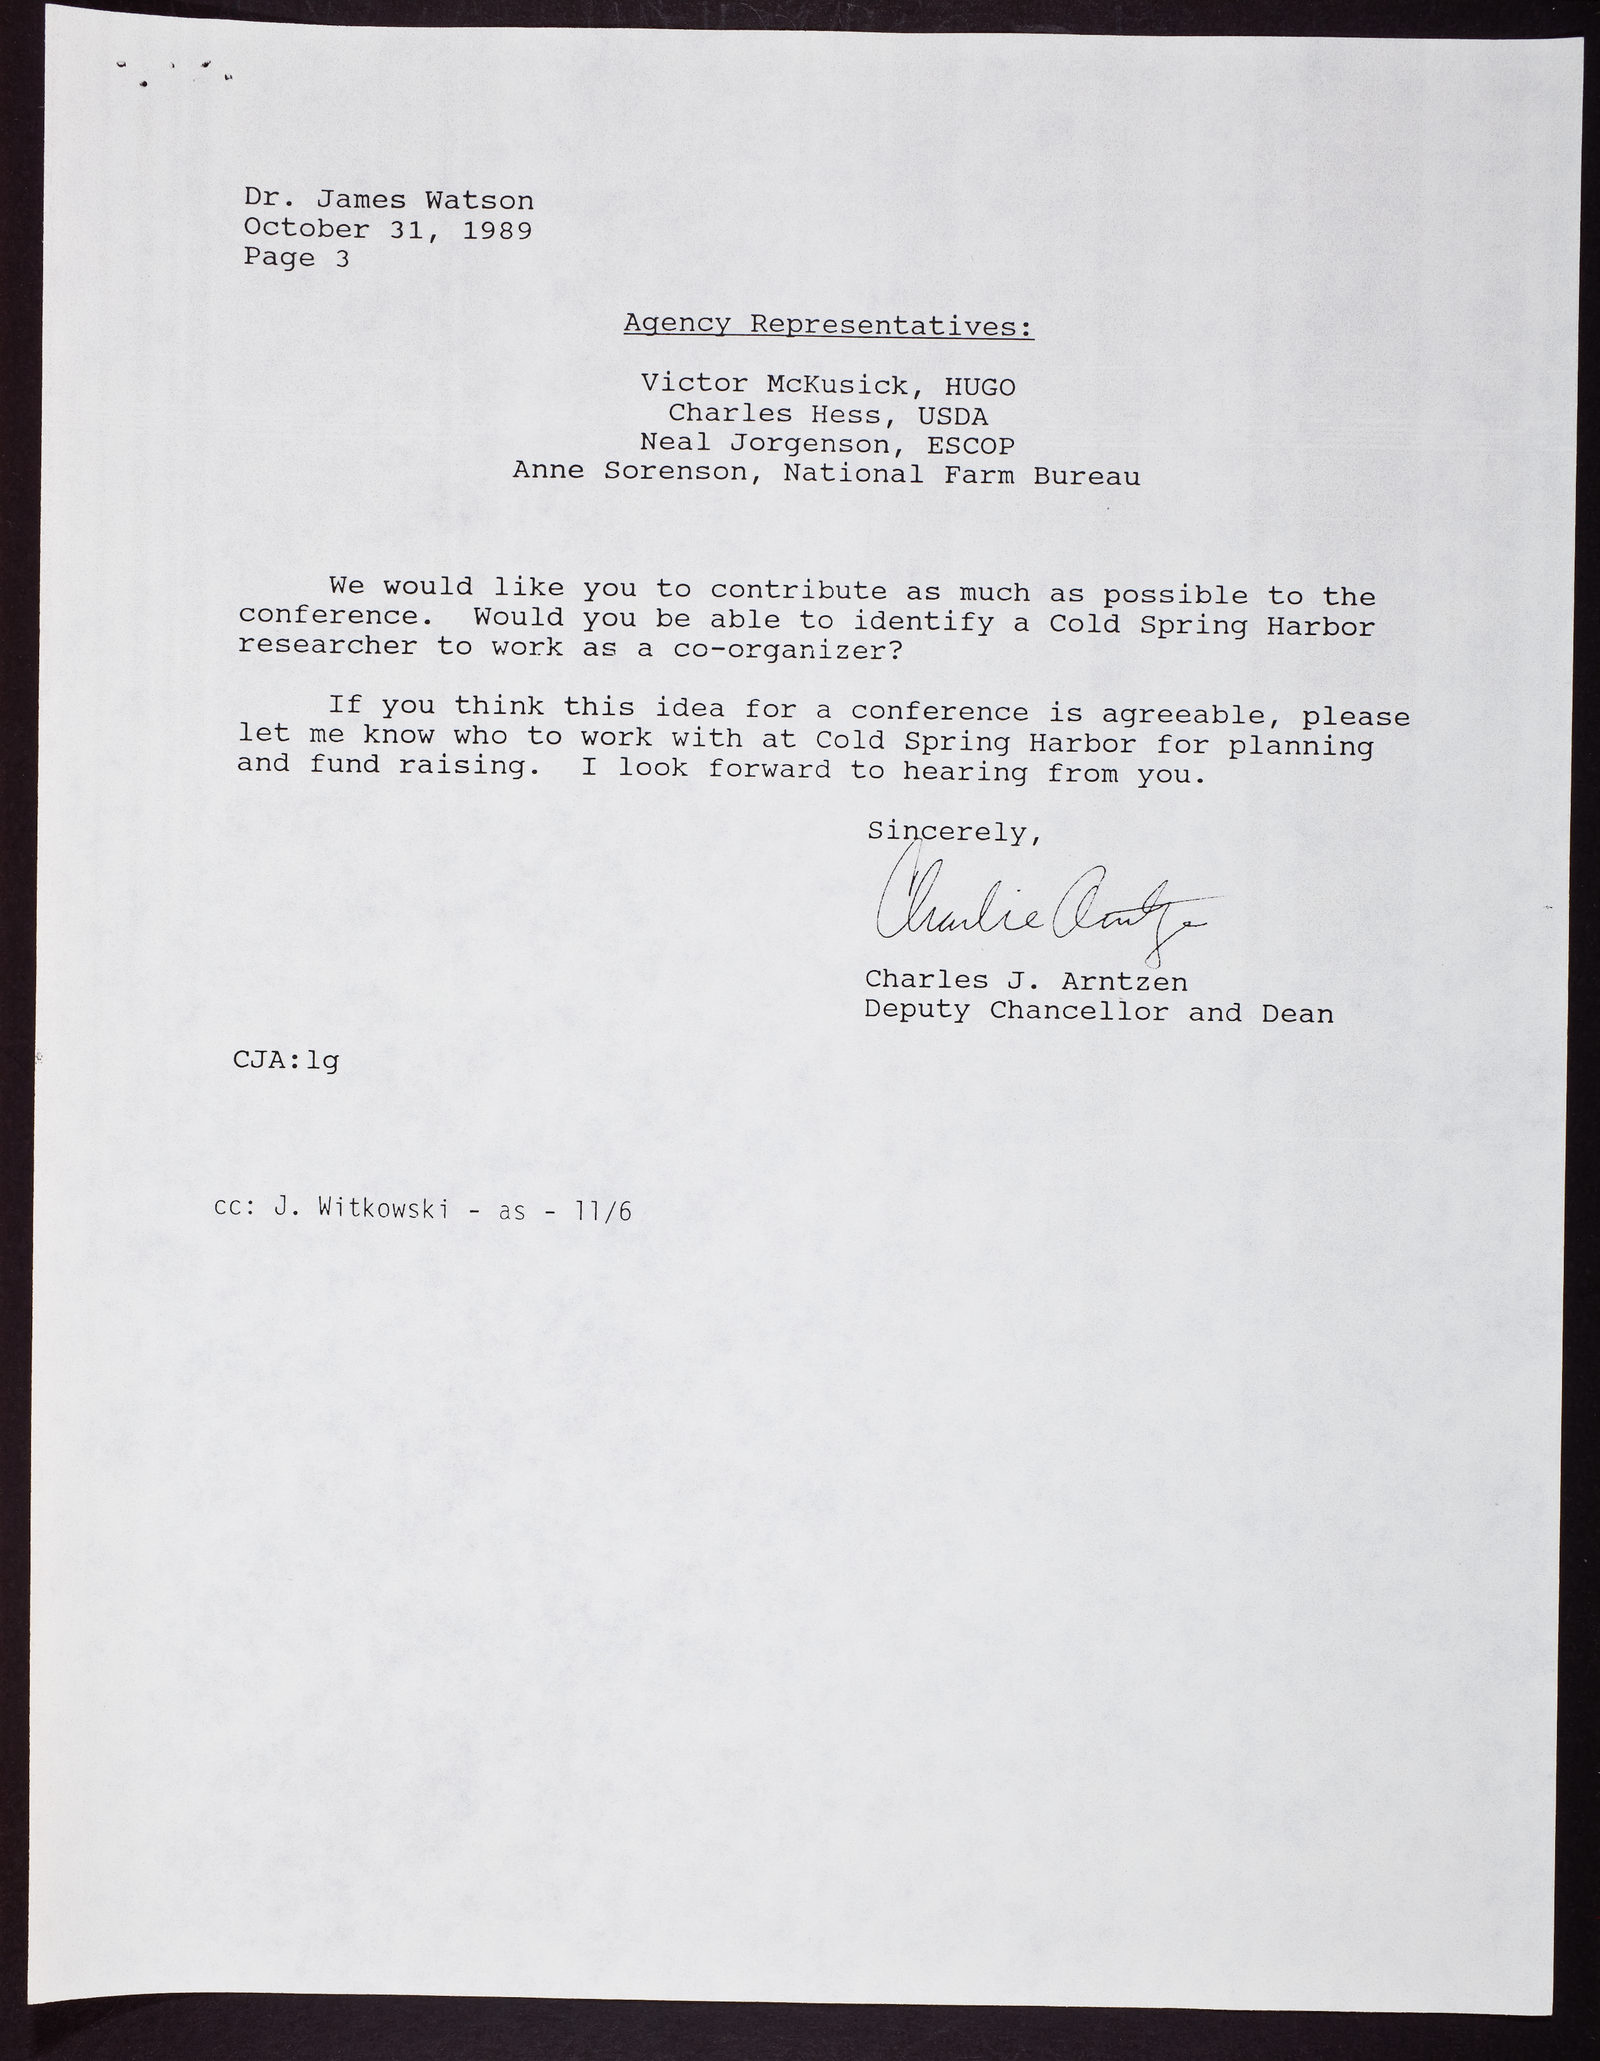 Dr. James Watson
October 31, 1989
Page 3
Agency Representatives:
Victor McKusick, HUGO
Charles Hess, USDA
Neal Jorgenson, ESCOP
Anne Sorenson, National Farm Bureau
We would like you to contribute as much as possible to the
conference.  Would you be able to identify a Cold Spring Harbor
researcher to work as a co-organizer?
If you think this idea for a conference is agreeable, please
let me know who to work with at Cold Spring Harbor for planning
and fund raising.  I look forward to hearing from you.
Sincerely,
Charlie Arntzen
Charles J. Arntzen
Deputy Chancellor and Dean
CJA:lg
cc: J. Witkowski - as - 11/6